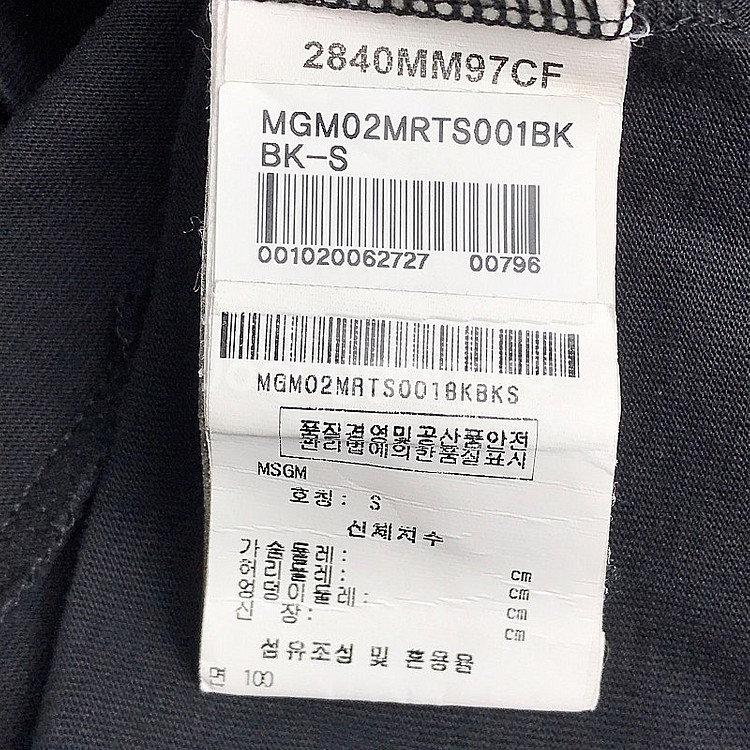 2840MM97CF
MGM02MRTS001BK
BK-S
001020062727 00796
MGM02MRTS001BKBKS
품질경영및공산품안전
관리법에의한품질표시
MSGM
호칭: S
신체치수
가슴둘레: cm
허리둘레: cm
엉덩이둘레: cm
신 장: cm
섬유조성 및 혼용율
면 100